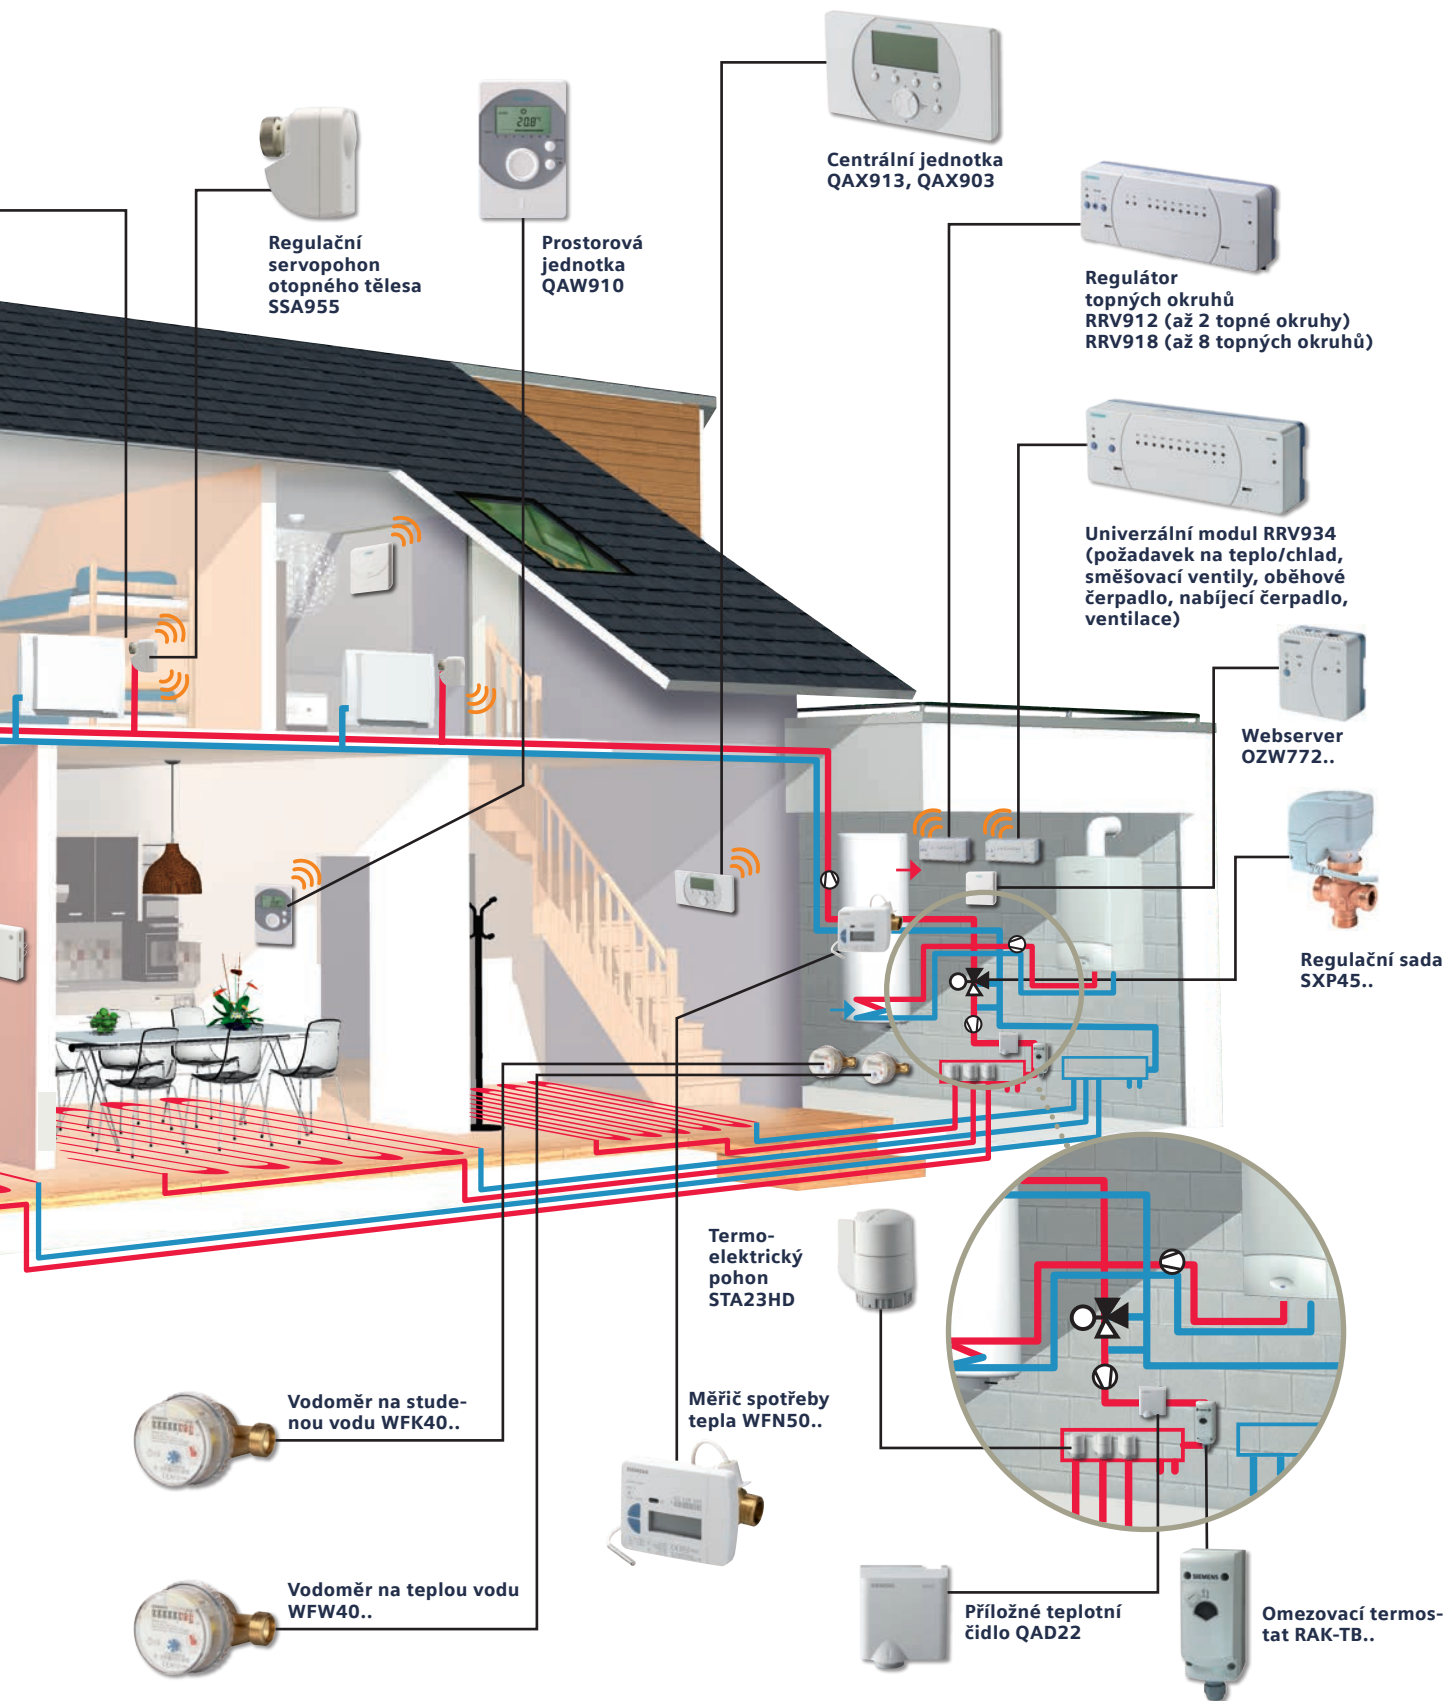 Centrální jednotka
QAX913, QAX903
Regulační
servopohon
otopného tělesa
SSA955
Prostorová
jednotka
QAW910
20.8°C
Regulátor
topných okruhů
RRV912 (až 2 topné okruhy)
RRV918 (až 8 topných okruhů)
Univerzální modul RRV934
(požadavek na teplo/chlad,
směšovací ventily, oběhové
čerpadlo, nabíjecí čerpadlo,
ventilace)
Webserver
OZW772..
Regulační sada
SXP45..
Termo-
elektrický
pohon
STA23HD
Měřič spotřeby
tepla WFN50..
Vodoměr na stude-
nou vodu WFK40..
Vodoměr na teplou vodu
WFW40..
Příložné teplotní
čidlo QAD22
SIEMENS
Omezovací termos-
tat RAK-TB..